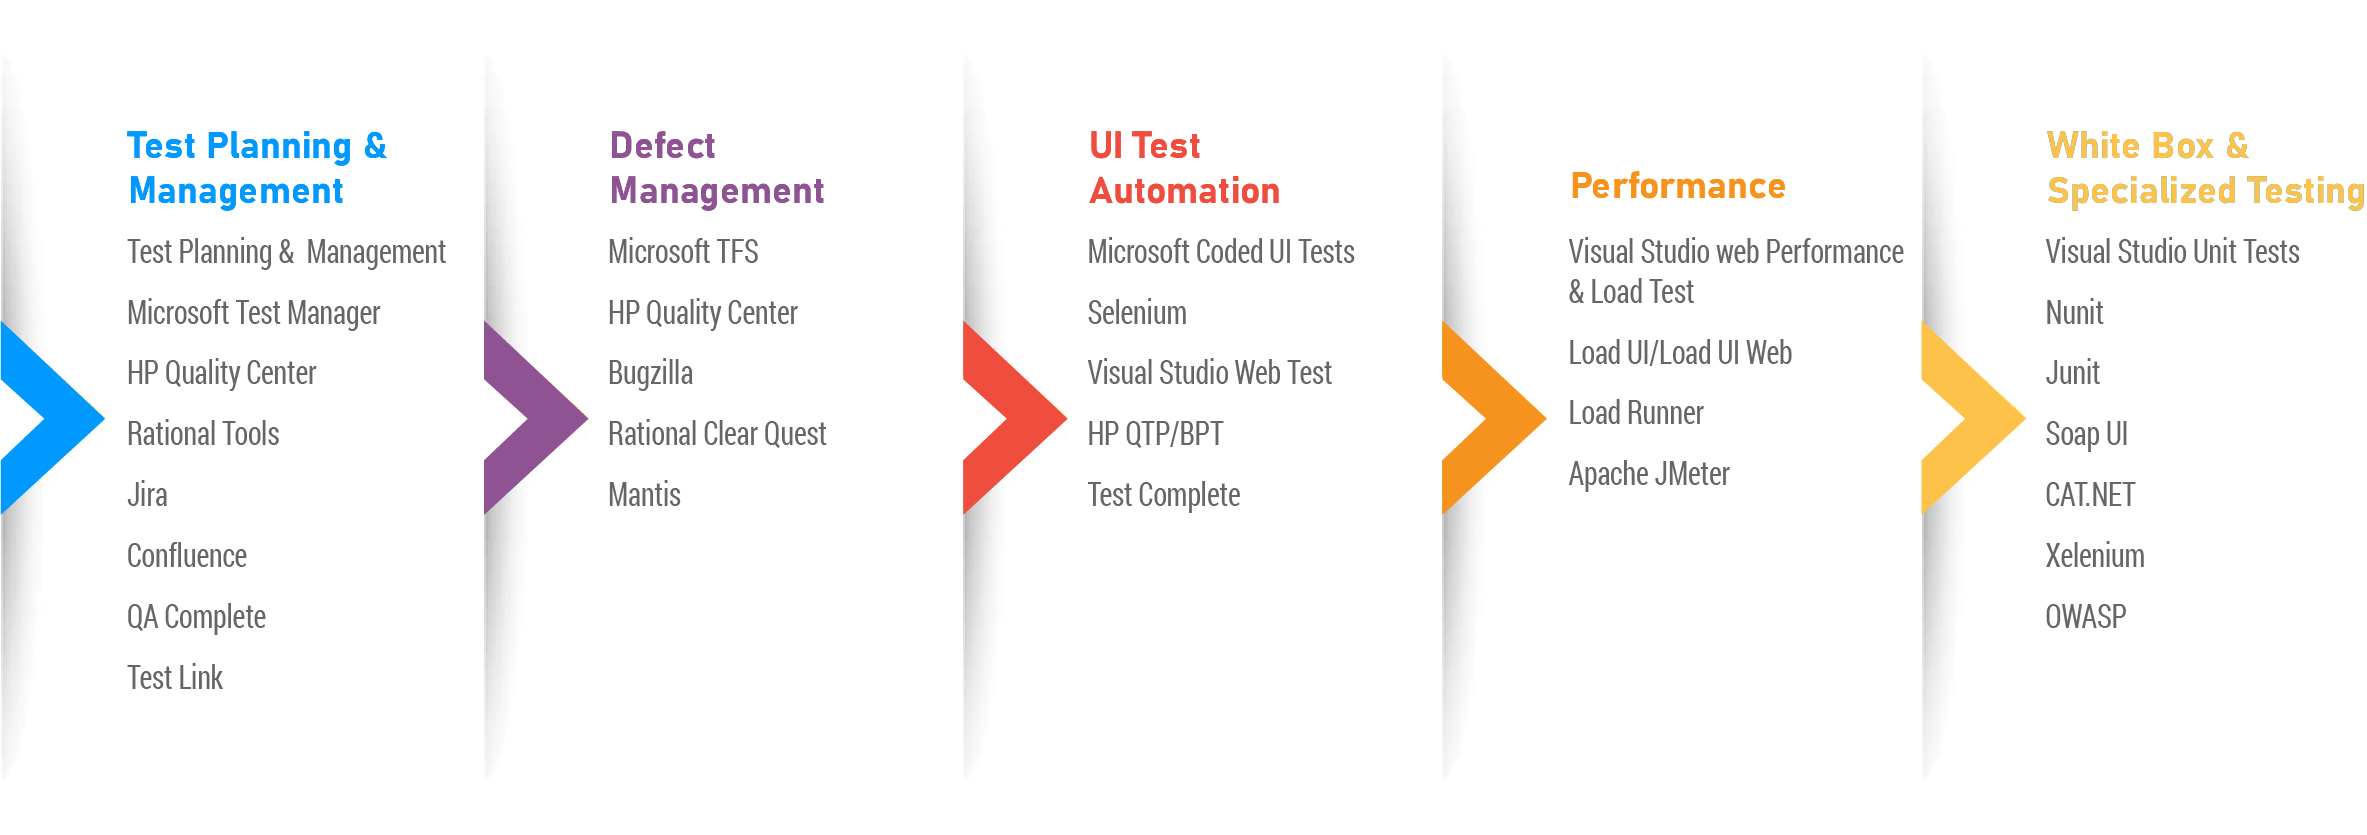 Test Planning &
Management
Test Planning &  Management
Microsoft Test Manager
HP Quality Center
Rational Tools
Jira
Confluence
QA Complete
Test Link
Defect
Management
Microsoft TFS
HP Quality Center
Bugzilla
Rational Clear Quest
Mantis
UI Test
Automation
Microsoft Coded UI Tests
Selenium
Visual Studio Web Test
HP QTP/BPT
Test Complete
Performance
Visual Studio web Performance
& Load Test
Load UI/Load UI Web
Load Runner
Apache JMeter
White Box &
Specialized Testing
Visual Studio Unit Tests
Nunit
Junit
Soap UI
CAT.NET
Xelenium
OWASP